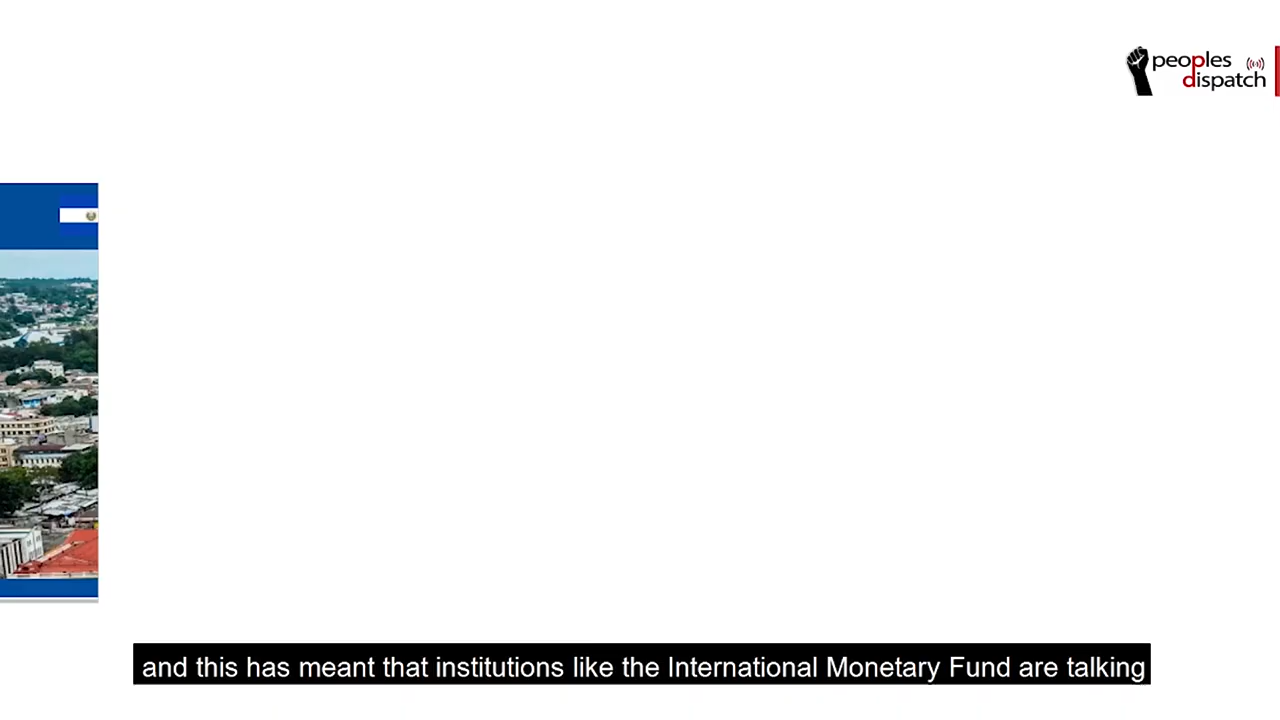 peoples
dispatch
and this has meant that institutions like the International Monetary Fund are talking